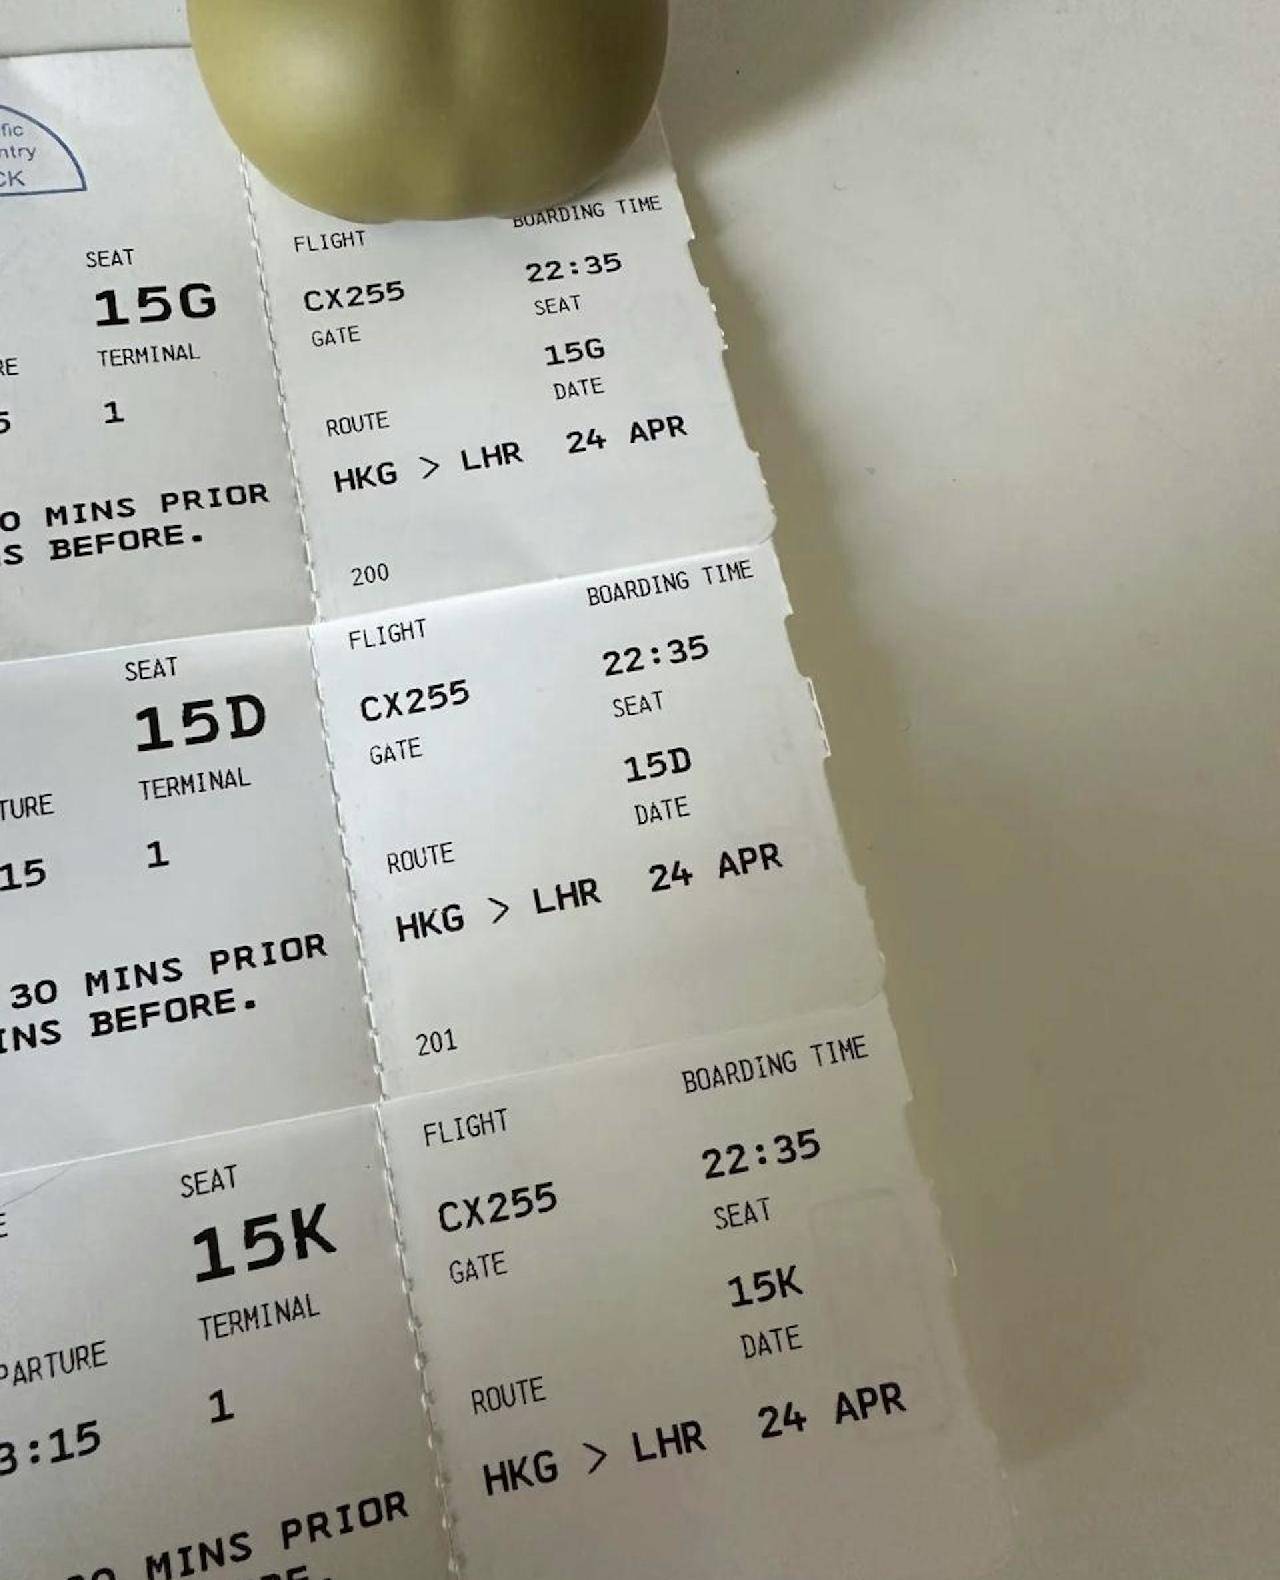 fic
ntry
CK
SEAT
15G
RE TERMINAL
5 1
0 MINS PRIOR
S BEFORE.
FLIGHT BOARDING TIME
CX255 22:35
GATE SEAT
15G
DATE
ROUTE
HKG > LHR 24 APR
200
SEAT
15D
TURE TERMINAL
15 1
30 MINS PRIOR
INS BEFORE.
FLIGHT BOARDING TIME
CX255 22:35
GATE SEAT
15D
DATE
ROUTE
HKG > LHR 24 APR
201
E SEAT
15K
PARTURE TERMINAL
3:15 1
30 MINS PRIOR
RE.
FLIGHT BOARDING TIME
CX255 22:35
GATE SEAT
15K
DATE
ROUTE
HKG > LHR 24 APR